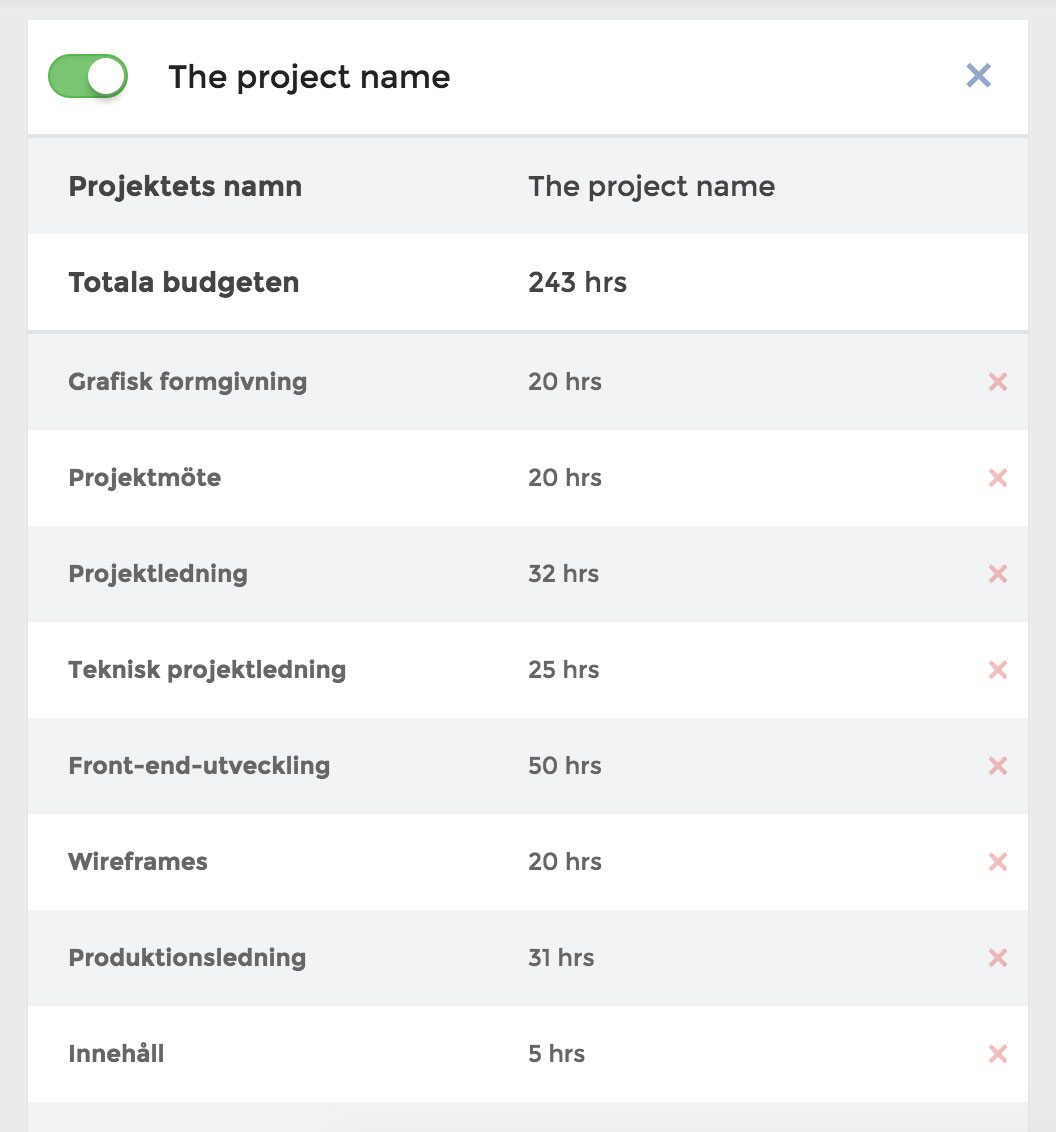 The project name
Projektets namn The project name
Totala budgeten 243 hrs
Grafisk formgivning 20 hrs
Projektmöte 20 hrs
Projektledning 32 hrs
Teknisk projektledning 25 hrs
Front-end-utveckling 50 hrs
Wireframes 20 hrs
Produktionsledning 31 hrs
Innehåll 5 hrs